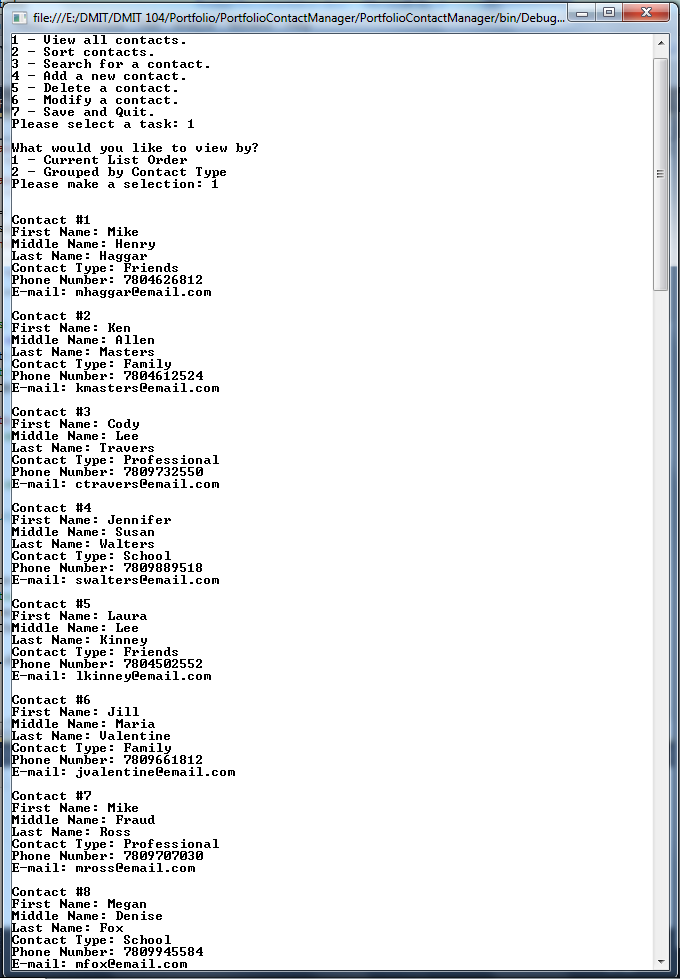 file:///E:/DMIT/DMIT 104/Portfolio/PortfolioContactManager/PortfolioContactManager/bin/Debug...
1 - View all contacts.
2 - Sort contacts.
3 - Search for a contact.
4 - Add a new contact.
5 - Delete a contact.
6 - Modify a contact.
7 - Save and Quit.
Please select a task: 1
What would you like to view by?
1 - Current List Order
2 - Grouped by Contact Type
Please make a selection: 1
Contact #1
First Name: Mike
Middle Name: Henry
Last Name: Haggar
Contact Type: Friends
Phone Number: 7804626812
E-mail: mhaggar@email.com
Contact #2
First Name: Ken
Middle Name: Allen
Last Name: Masters
Contact Type: Family
Phone Number: 7804612524
E-mail: kmasters@email.com
Contact #3
First Name: Cody
Middle Name: Lee
Last Name: Travers
Contact Type: Professional
Phone Number: 7809732550
E-mail: ctravers@email.com
Contact #4
First Name: Jennifer
Middle Name: Susan
Last Name: Walters
Contact Type: School
Phone Number: 7809889518
E-mail: swalters@email.com
Contact #5
First Name: Laura
Middle Name: Lee
Last Name: Kinney
Contact Type: Friends
Phone Number: 7804502552
E-mail: lkinney@email.com
Contact #6
First Name: Jill
Middle Name: Maria
Last Name: Valentine
Contact Type: Family
Phone Number: 7809661812
E-mail: jvalentine@email.com
Contact #7
First Name: Mike
Middle Name: Fraud
Last Name: Ross
Contact Type: Professional
Phone Number: 7809707030
E-mail: mross@email.com
Contact #8
First Name: Megan
Middle Name: Denise
Last Name: Fox
Contact Type: School
Phone Number: 7809945584
E-mail: mfox@email.com